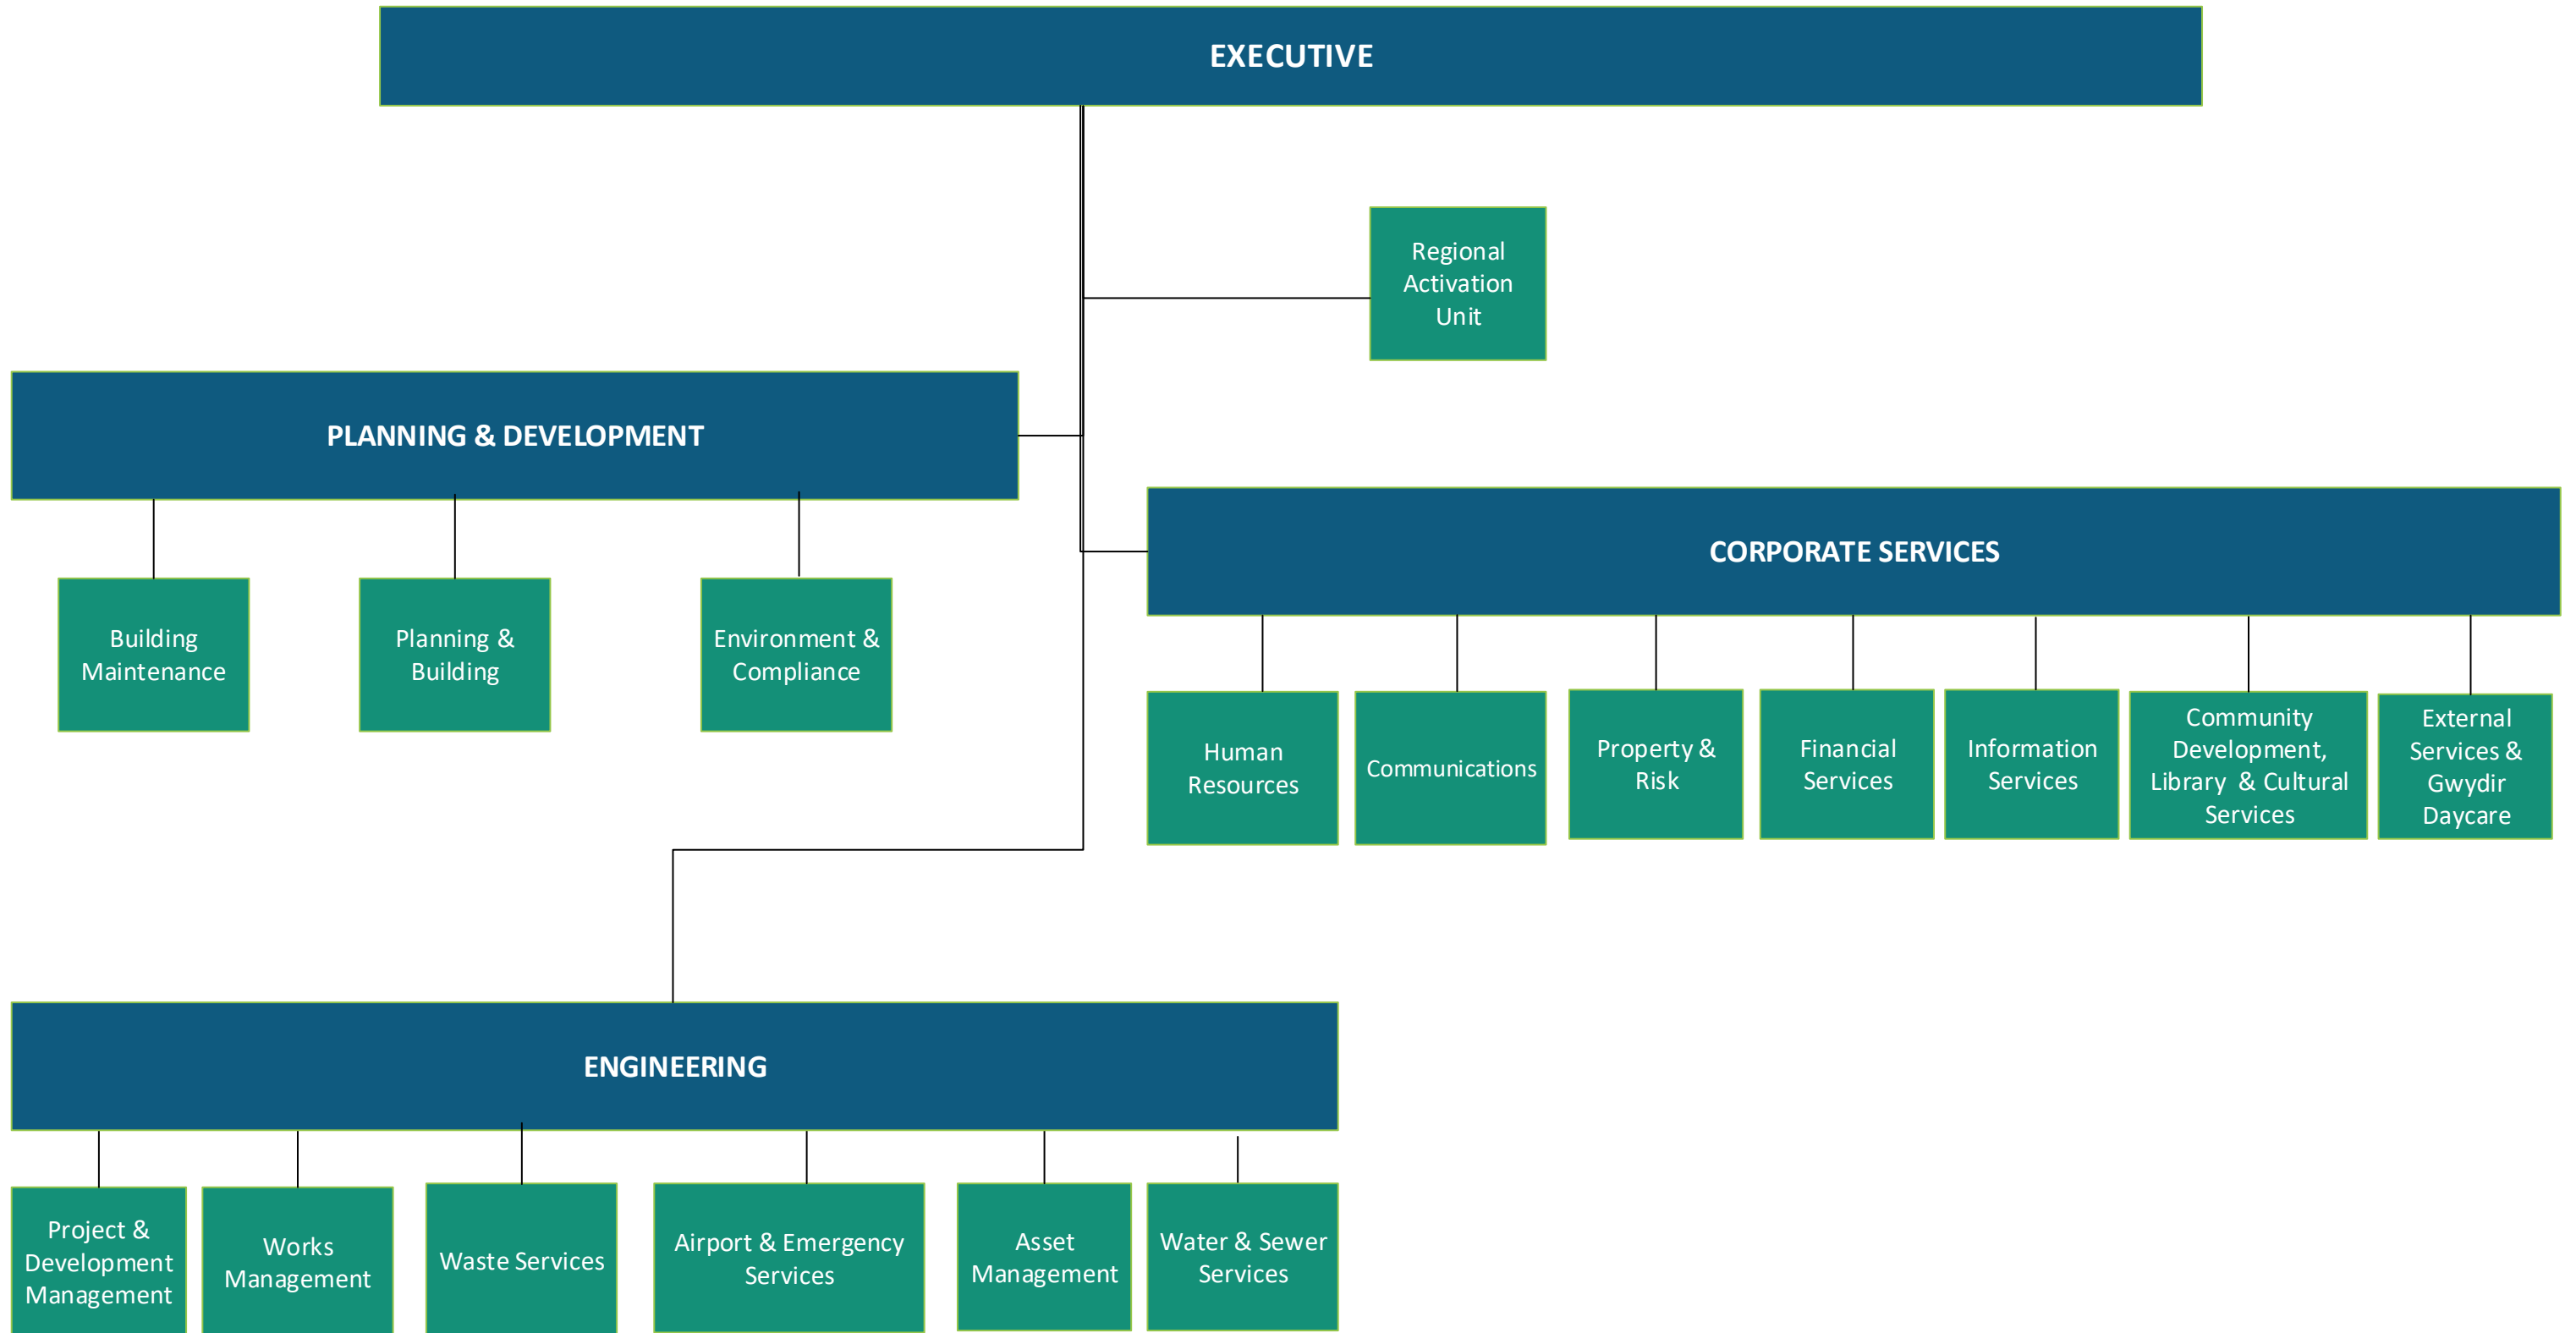 EXECUTIVE
Regional
Activation
Unit
PLANNING & DEVELOPMENT
Building
Maintenance
Planning &
Building
Environment &
Compliance
CORPORATE SERVICES
Human
Resources
Communications
Property &
Risk
Financial
Services
Information
Services
Community
Development,
Library & Cultural
Services
External
Services &
Gwydir
Daycare
ENGINEERING
Project &
Development
Management
Works
Management
Waste Services
Airport & Emergency
Services
Asset
Management
Water & Sewer
Services